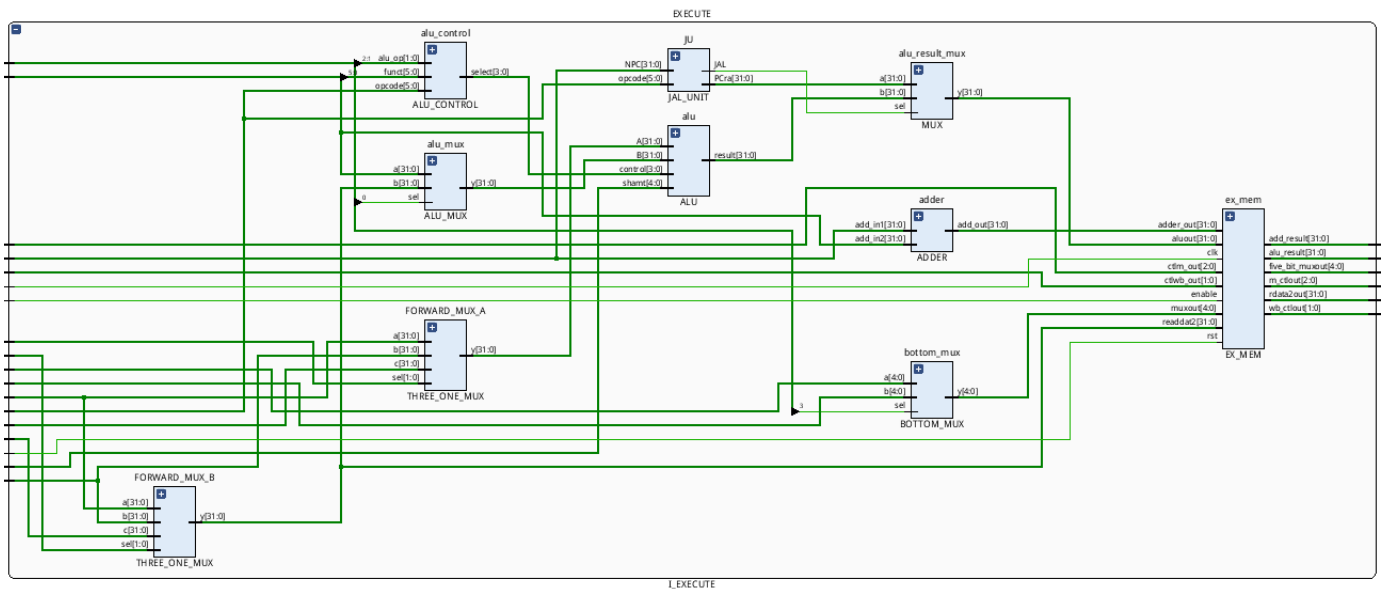 EXECUTE
alu_control
2:1 alu_op[1:0]
funct[5:0]
opcode[5:0]
select[3:0]
ALU_CONTROL
JU
NPC[31:0]
opcode[5:0]
JAL
PCra[31:0]
JAL_UNIT
alu_result_mux
a[31:0]
b[31:0]
sel
y[31:0]
MUX
alu_mux
a[31:0]
b[31:0]
0 sel
y[31:0]
ALU_MUX
alu
A[31:0]
B[31:0]
control[3:0]
shamt[4:0]
result[31:0]
ALU
adder
add_in1[31:0]
add_in2[31:0]
add_out[31:0]
ADDER
ex_mem
adder_out[31:0]
aluout[31:0]
clk
ctlm_out[2:0]
ctlwb_out[1:0]
enable
muxout[4:0]
readdat2[31:0]
rst
add_result[31:0]
alu_result[31:0]
five_bit_muxout[4:0]
m_ctlout[2:0]
rdata2out[31:0]
wb_ctlout[1:0]
EX_MEM
FORWARD_MUX_A
a[31:0]
b[31:0]
c[31:0]
sel[1:0]
y[31:0]
THREE_ONE_MUX
bottom_mux
a[4:0]
b[4:0]
3 sel
y[4:0]
BOTTOM_MUX
FORWARD_MUX_B
a[31:0]
b[31:0]
c[31:0]
sel[1:0]
y[31:0]
THREE_ONE_MUX
I_EXECUTE